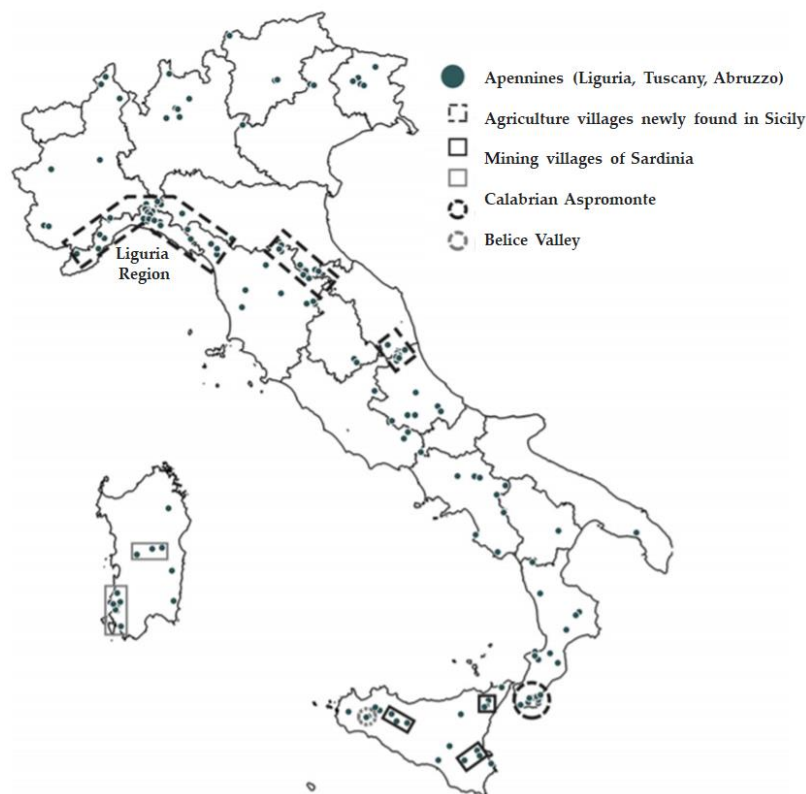 Apennines (Liguria, Tuscany, Abruzzo)
Agriculture villages newly found in Sicily
Mining villages of Sardinia
Calabrian Aspromonte
Belice Valley
Liguria
Region